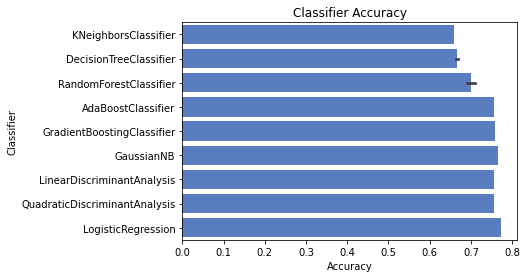 Classifier Accuracy
Classifier
KNeighborsClassifier
DecisionTreeClassifier
RandomForestClassifier
AdaBoostClassifier
GradientBoostingClassifier
GaussianNB
LinearDiscriminantAnalysis
QuadraticDiscriminantAnalysis
LogisticRegression
0.0 0.1 0.2 0.3 0.4 0.5 0.6 0.7 0.8
Accuracy